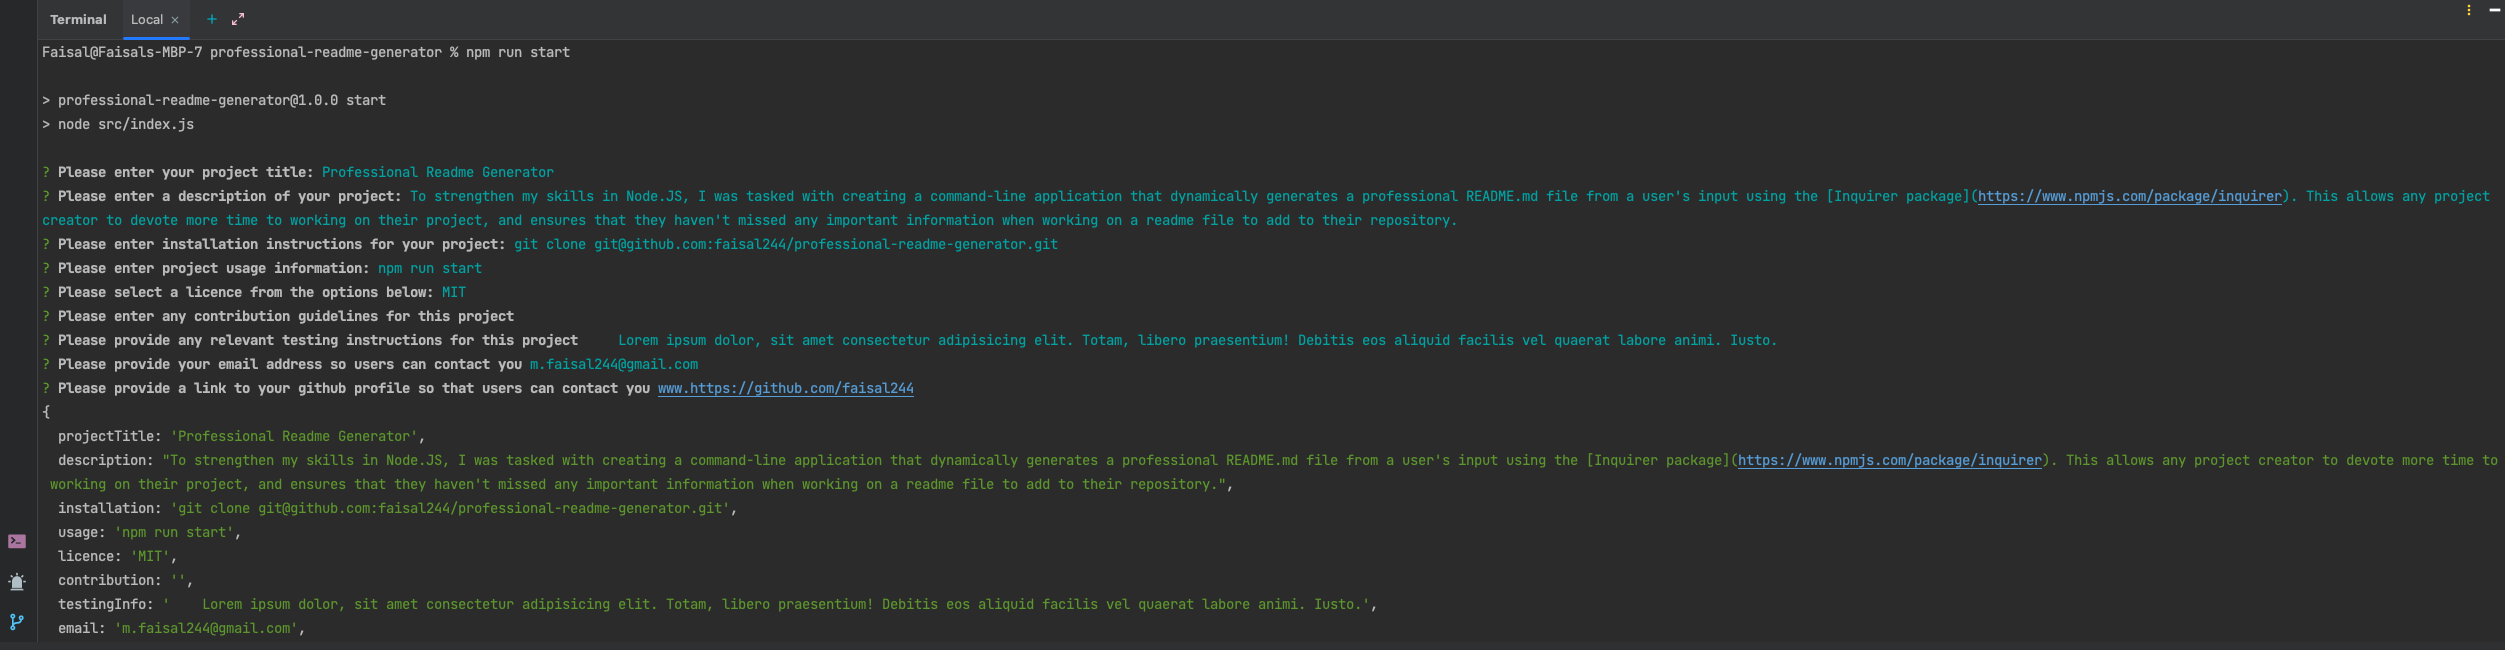 Terminal Local × +
Faisal@Faisals-MBP-7 professional-readme-generator % npm run start
> professional-readme-generator@1.0.0 start
> node src/index.js
? Please enter your project title: Professional Readme Generator
? Please enter a description of your project: To strengthen my skills in Node.JS, I was tasked with creating a command-line application that dynamically generates a professional README.md file from a user's input using the [Inquirer package](https://www.npmjs.com/package/inquirer). This allows any project
creator to devote more time to working on their project, and ensures that they haven't missed any important information when working on a readme file to add to their repository.
? Please enter installation instructions for your project: git clone git@github.com:faisal244/professional-readme-generator.git
? Please enter project usage information: npm run start
? Please select a licence from the options below: MIT
? Please enter any contribution guidelines for this project
? Please provide any relevant testing instructions for this project     Lorem ipsum dolor, sit amet consectetur adipisicing elit. Totam, libero praesentium! Debitis eos aliquid facilis vel quaerat labore animi. Iusto.
? Please provide your email address so users can contact you m.faisal244@gmail.com
? Please provide a link to your github profile so that users can contact you www.https://github.com/faisal244
{
  projectTitle: 'Professional Readme Generator',
  description: "To strengthen my skills in Node.JS, I was tasked with creating a command-line application that dynamically generates a professional README.md file from a user's input using the [Inquirer package](https://www.npmjs.com/package/inquirer). This allows any project creator to devote more time to
 working on their project, and ensures that they haven't missed any important information when working on a readme file to add to their repository.",
  installation: 'git clone git@github.com:faisal244/professional-readme-generator.git',
  usage: 'npm run start',
  licence: 'MIT',
  contribution: '',
  testingInfo: '    Lorem ipsum dolor, sit amet consectetur adipisicing elit. Totam, libero praesentium! Debitis eos aliquid facilis vel quaerat labore animi. Iusto.',
  email: 'm.faisal244@gmail.com',